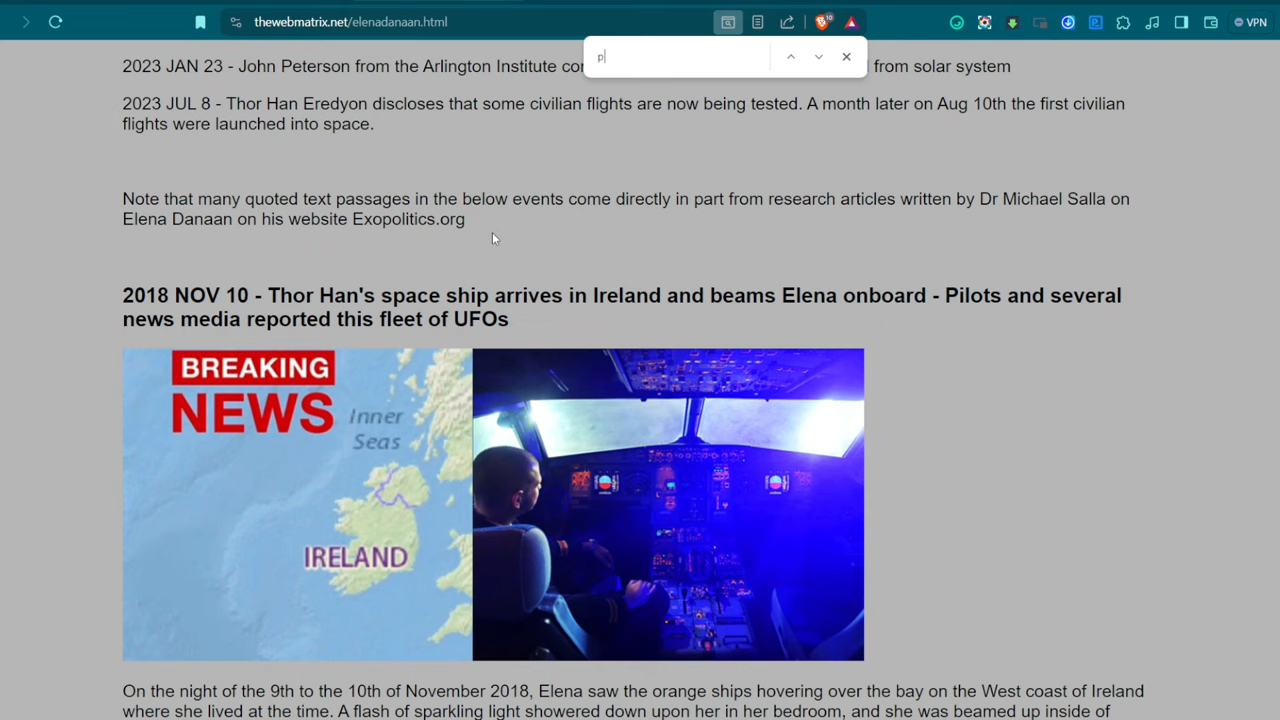 thewebmatrix.net/elenadanaan.html
10
VPN
p
2023 JAN 23 - John Peterson from the Arlington Institute
from solar system
2023 JUL 8 - Thor Han Eredyon discloses that some civilian flights are now being tested. A month later on Aug 10th the first civilian
flights were launched into space.
Note that many quoted text passages in the below events come directly in part from research articles written by Dr Michael Salla on
Elena Danaan on his website Exopolitics.org
2018 NOV 10 - Thor Han's space ship arrives in Ireland and beams Elena onboard - Pilots and several
news media reported this fleet of UFOs
BREAKING
NEWS
Inner
Seas
IRELAND
On the night of the 9th to the 10th of November 2018, Elena saw the orange ships hovering over the bay on the West coast of Ireland
where she lived at the time. A flash of sparkling light showered down upon her in her bedroom, and she was beamed up inside of